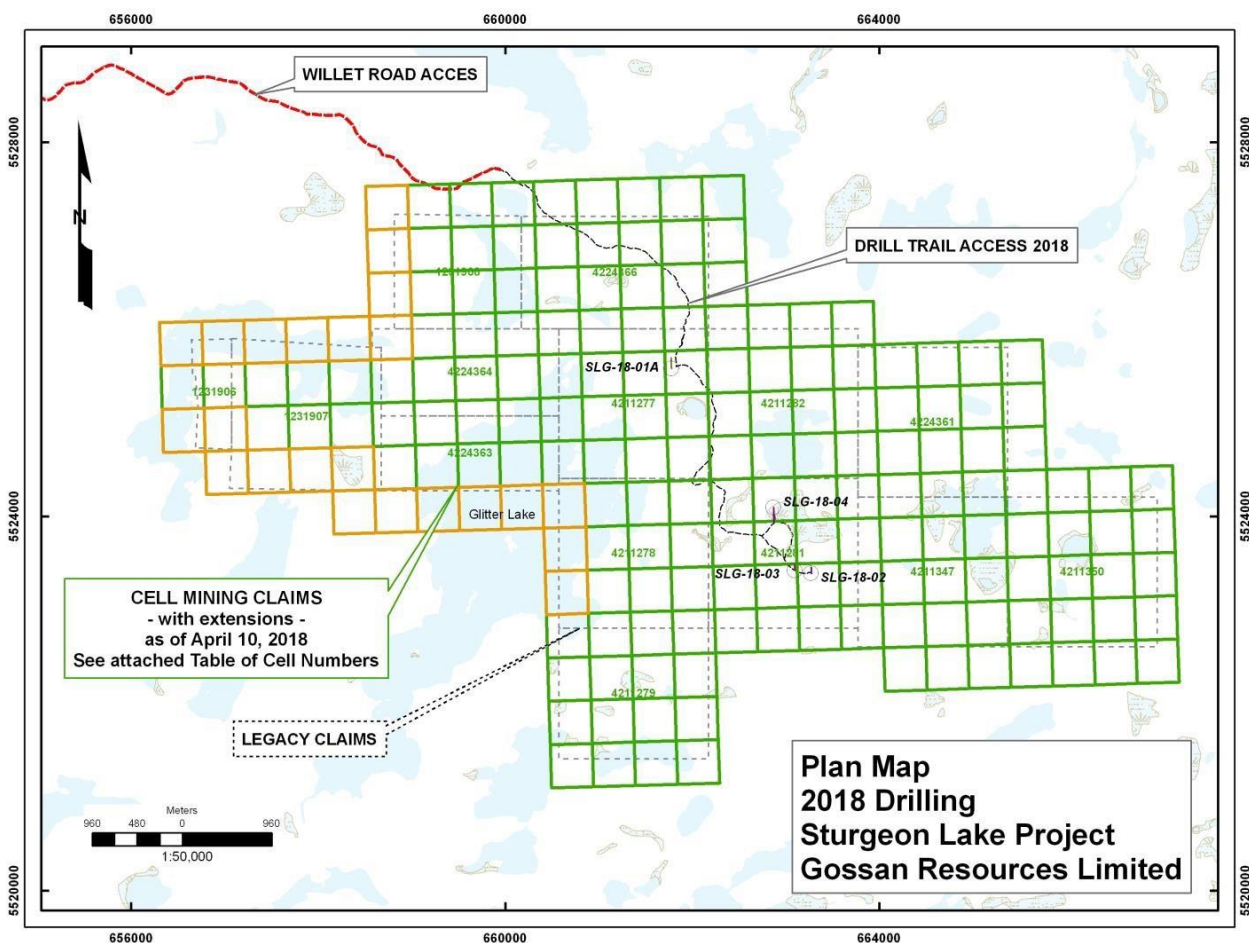 656000
660000
664000
WILLET ROAD ACCES
5528000
5528000
N
DRILL TRAIL ACCESS 2018
1231908
4224366
SLG-18-01A
4224364
1231906
4211277
4211282
1231907
4224361
4224363
SLG-18-04
Glitter Lake
5524000
5524000
4211278
4211281
SLG-18-03
SLG-18-02
4211347
4211350
CELL MINING CLAIMS
- with extensions -
as of April 10, 2018
See attached Table of Cell Numbers
4211279
LEGACY CLAIMS
Plan Map
2018 Drilling
Sturgeon Lake Project
Gossan Resources Limited
Meters
960 480 0 960
1:50,000
5520000
5520000
656000
660000
664000